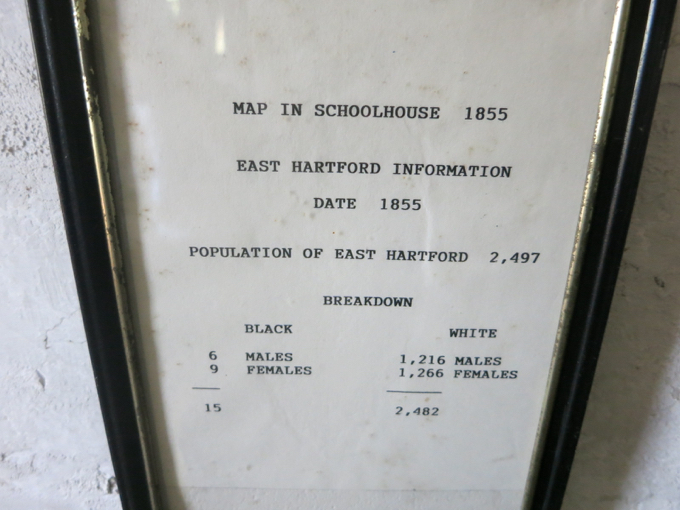 MAP IN SCHOOLHOUSE 1855
EAST HARTFORD INFORMATION
DATE 1855
POPULATION OF EAST HARTFORD 2,497
BREAKDOWN
BLACK WHITE
6 MALES 1,216 MALES
9 FEMALES 1,266 FEMALES
15 2,482